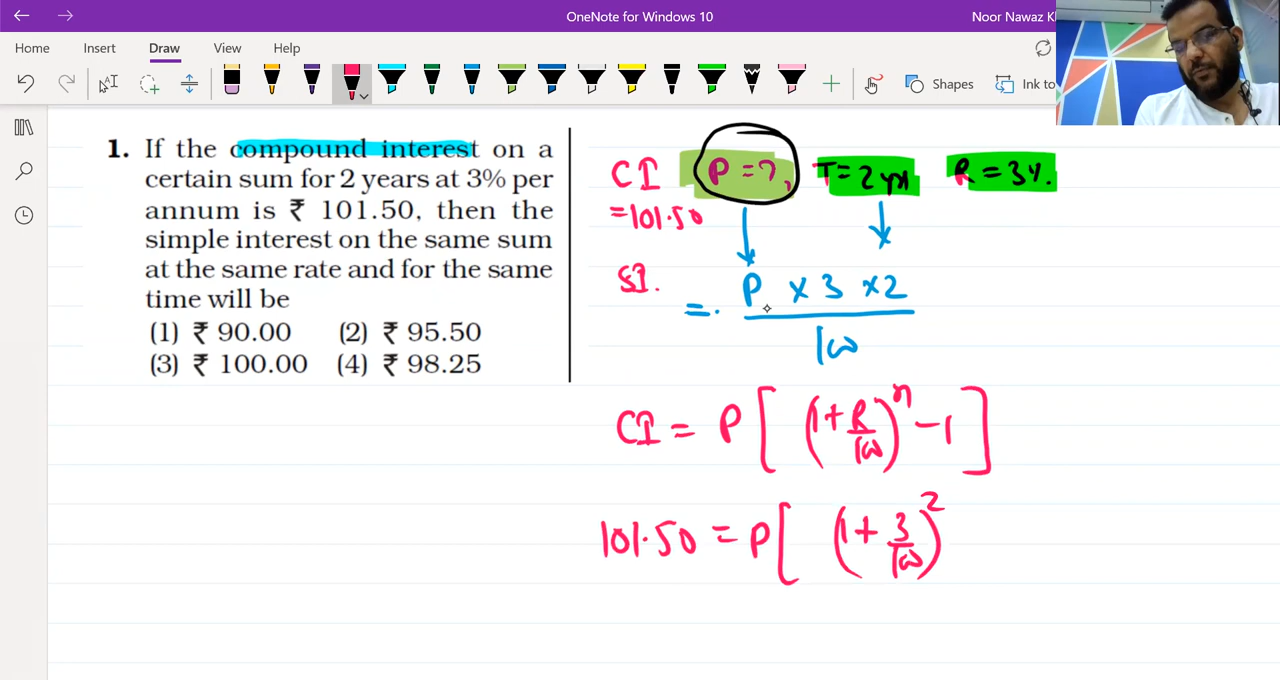 OneNote for Windows 10
Noor Nawaz K
Home Insert Draw View Help
Shapes
Ink to
1. If the compound interest on a
certain sum for 2 years at 3% per
annum is ₹ 101.50, then the
simple interest on the same sum
at the same rate and for the same
time will be
(1) ₹ 90.00 (2) ₹ 95.50
(3) ₹ 100.00 (4) ₹ 98.25
CI P = ?, T = 2 yr R = 3%.
= 101.50
SI.
= P × 3 × 2
100
CI = P [ (1 + R/100)^n - 1 ]
101.50 = P [ (1 + 3/100)^2